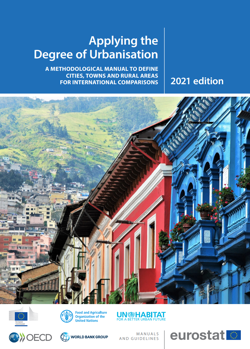 Applying the
Degree of Urbanisation
A METHODOLOGICAL MANUAL TO DEFINE
CITIES, TOWNS AND RURAL AREAS
FOR INTERNATIONAL COMPARISONS
2021 edition
Food and Agriculture
Organization of the
United Nations
UN HABITAT
FOR A BETTER URBAN FUTURE
OECD
WORLD BANK GROUP
MANUALS
AND GUIDELINES
eurostat